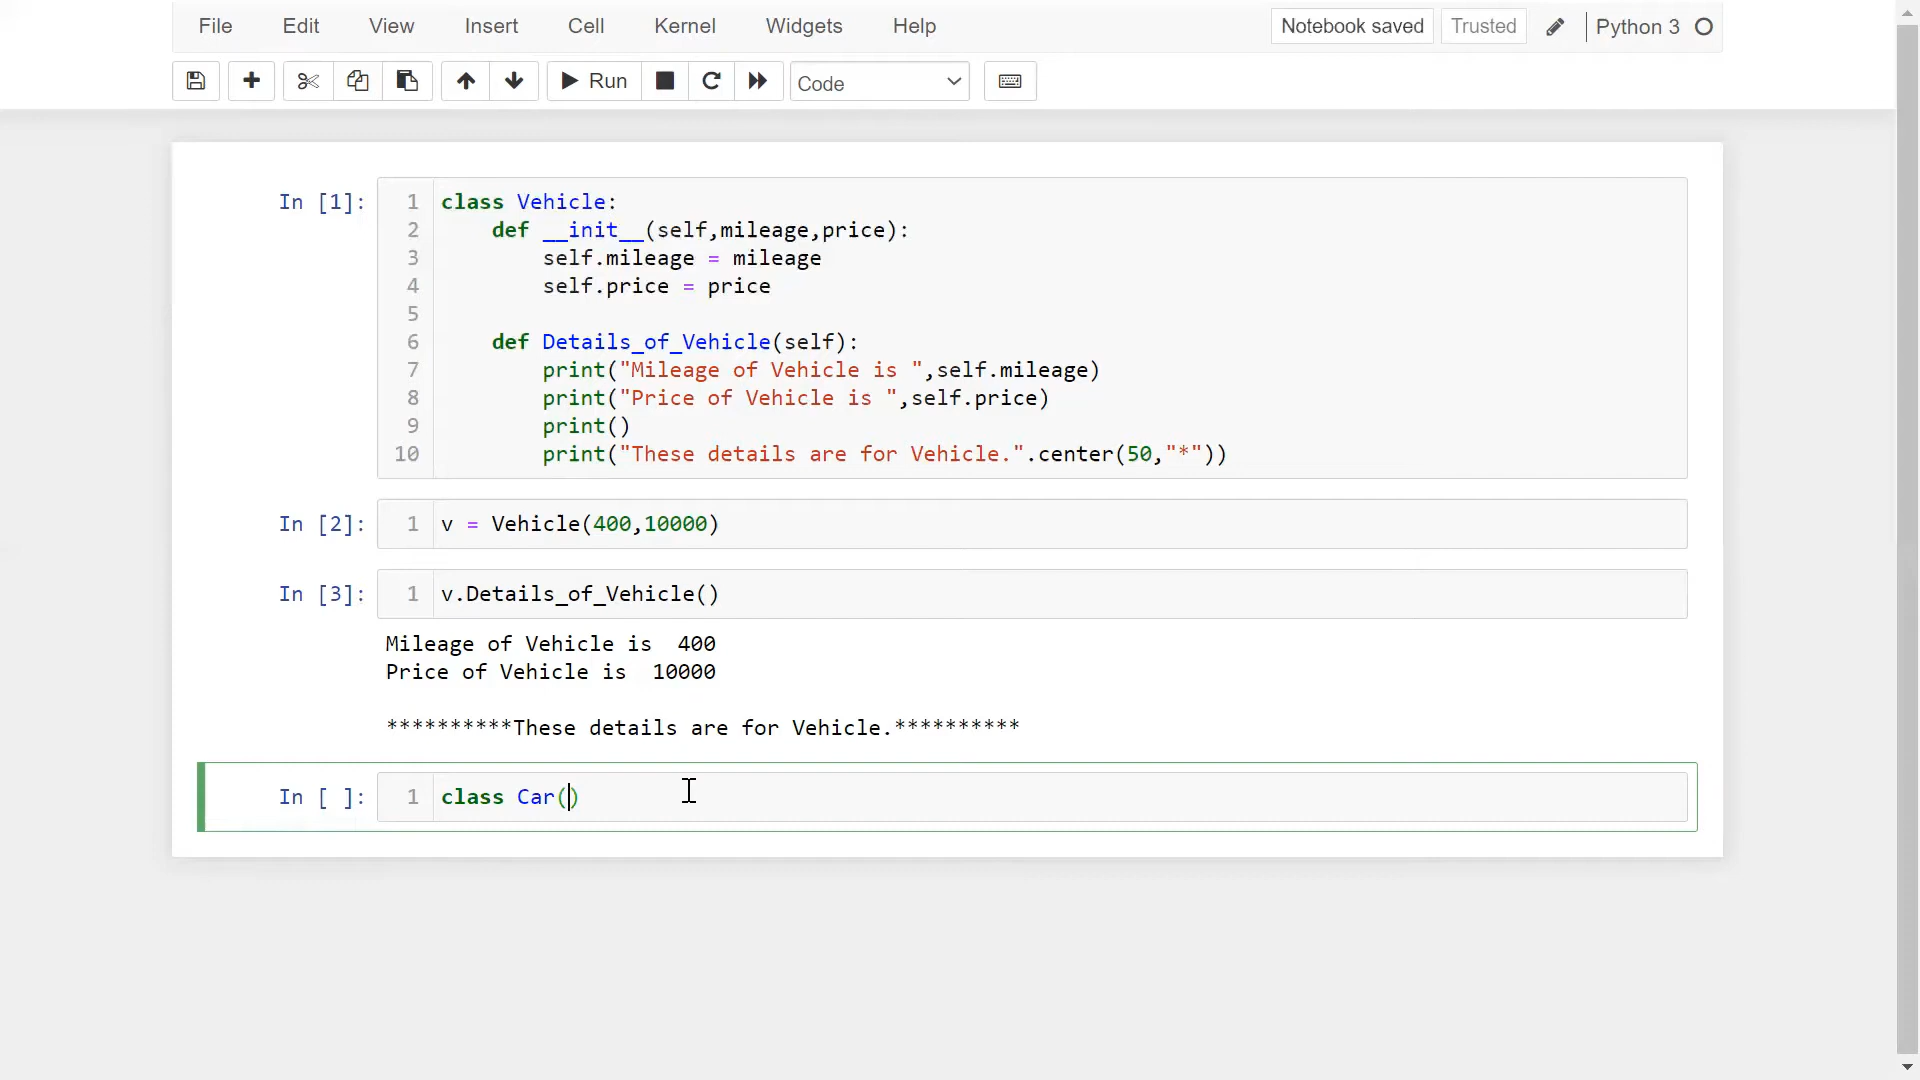 File Edit View Insert Cell Kernel Widgets Help Notebook saved Trusted Python 3
Run Code
In [1]:
1 class Vehicle:
2     def __init__(self,mileage,price):
3         self.mileage = mileage
4         self.price = price
5
6     def Details_of_Vehicle(self):
7         print("Mileage of Vehicle is ",self.mileage)
8         print("Price of Vehicle is ",self.price)
9         print()
10         print("These details are for Vehicle.".center(50,"*"))
In [2]: 1 v = Vehicle(400,10000)
In [3]: 1 v.Details_of_Vehicle()
Mileage of Vehicle is  400
Price of Vehicle is  10000
**********These details are for Vehicle.**********
In [ ]: 1 class Car()